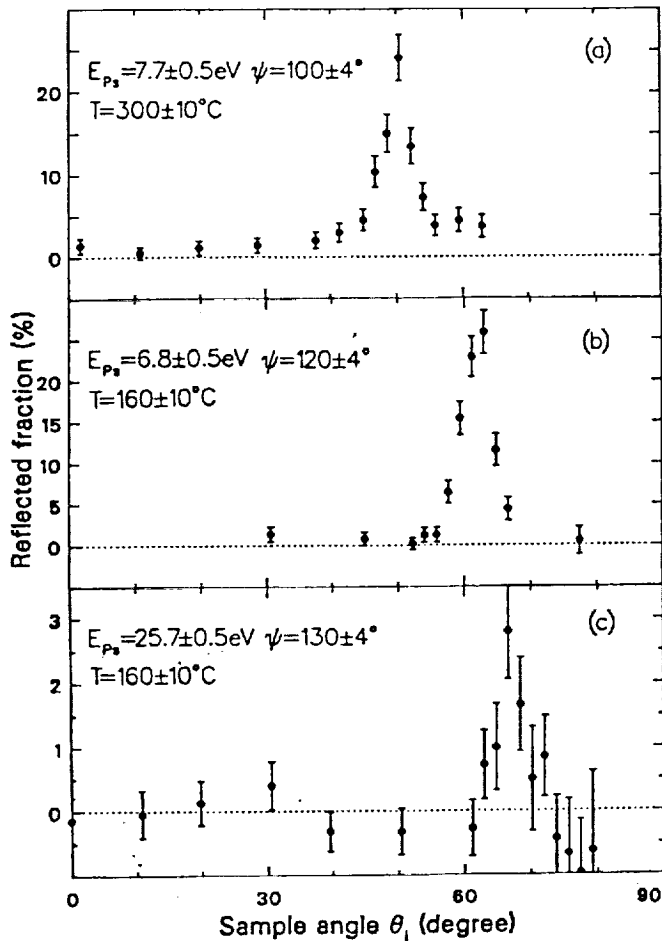 (a)
E_Ps=7.7±0.5eV ψ=100±4°
T=300±10°C
20
10
0
(b)
E_Ps=6.8±0.5eV ψ=120±4°
T=160±10°C
20
15
10
5
0
(c)
E_Ps=25.7±0.5eV ψ=130±4°
T=160±10°C
3
2
1
0
0 30 60 90
Reflected fraction (%)
Sample angle θ_i (degree)